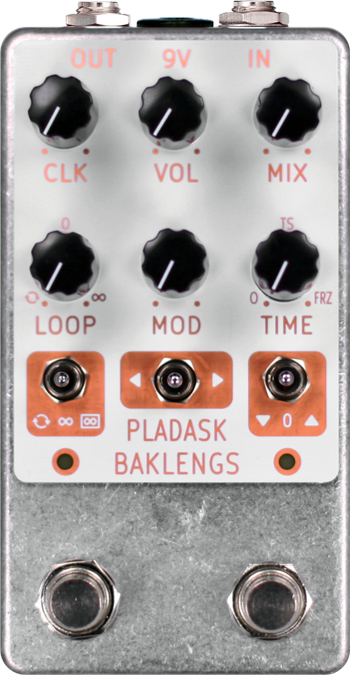 OUT 9V IN
CLK VOL MIX
0 TS
∞ 0 FRZ
LOOP MOD TIME
∞ 0
PLADASK
BAKLENGS